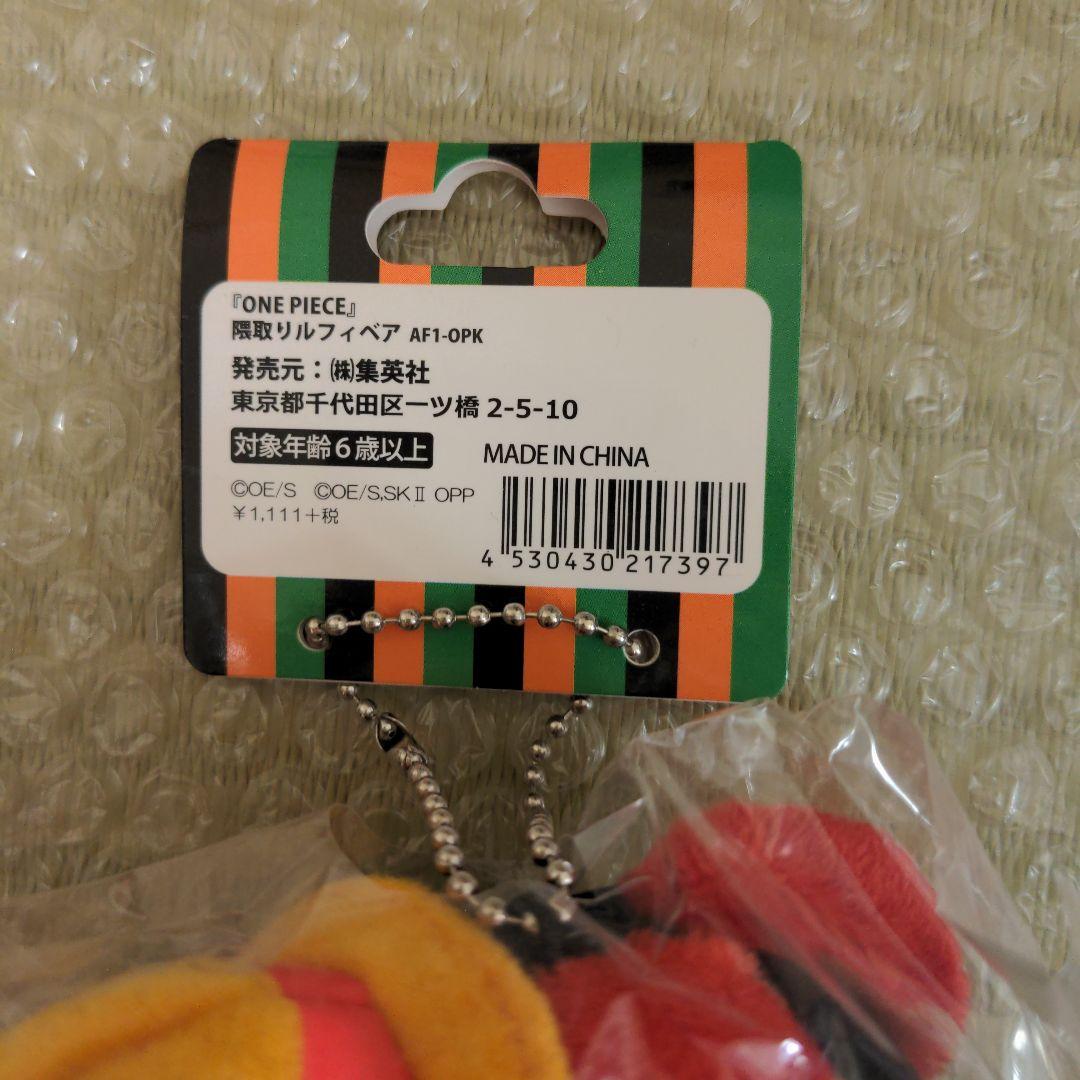 『ONE PIECE』
隈取りルフィベア AF1-OPK
発売元：㈱集英社
東京都千代田区一ツ橋 2-5-10
対象年齢６歳以上
MADE IN CHINA
©OE/S ©OE/S,SKⅡ OPP
¥1,111＋税
4 530430 217397